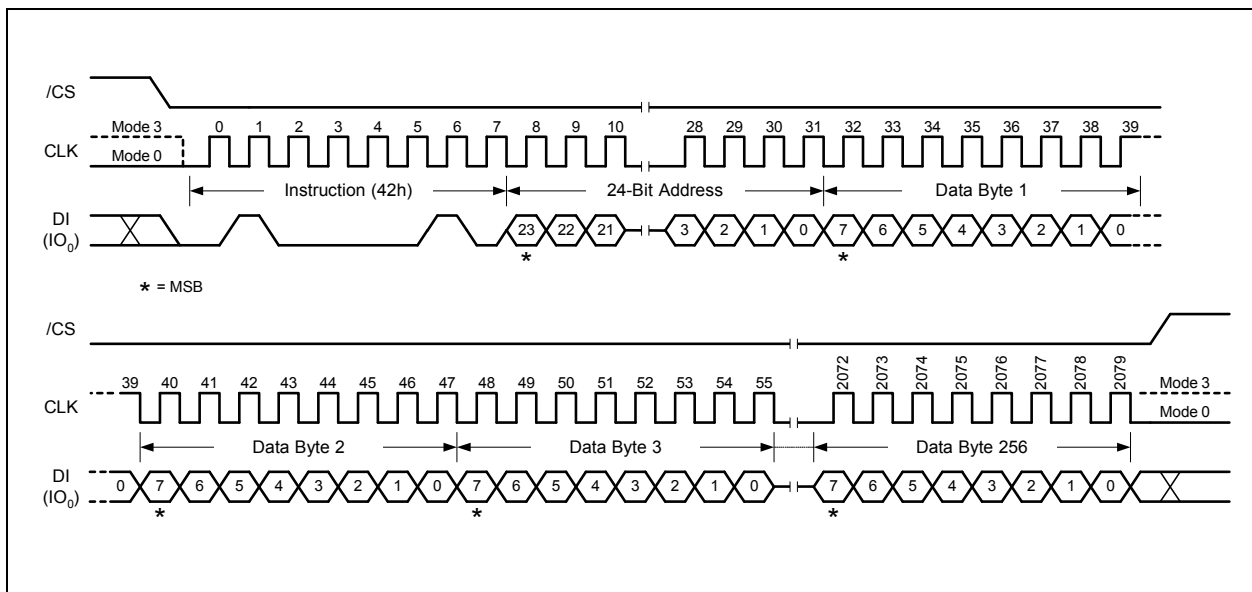 /CS
Mode 3 0 1 2 3 4 5 6 7 8 9 10 28 29 30 31 32 33 34 35 36 37 38 39
CLK Mode 0
Instruction (42h) 24-Bit Address Data Byte 1
DI
(IO0) 23 22 21 3 2 1 0 7 6 5 4 3 2 1 0
* *
* = MSB
/CS
39 40 41 42 43 44 45 46 47 48 49 50 51 52 53 54 55 2072 2073 2074 2075 2076 2077 2078 2079 Mode 3
CLK Mode 0
Data Byte 2 Data Byte 3 Data Byte 256
DI
(IO0) 0 7 6 5 4 3 2 1 0 7 6 5 4 3 2 1 0 7 6 5 4 3 2 1 0
* * *